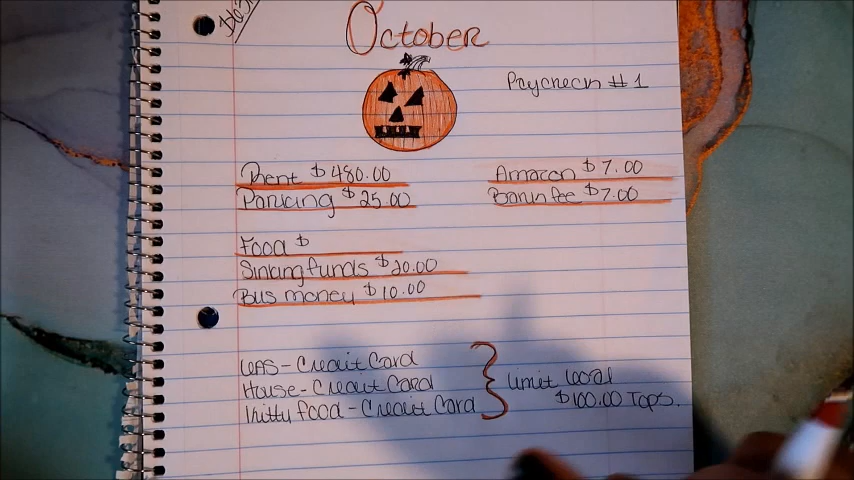 October
Paycheck #1
Rent $480.00
Parking $25.00
Amazon $7.00
Bank fee $7.00
Food $
Sinking funds $20.00
Bus money $10.00
GAS - Credit Card
House - Credit Card
Kitty food - Credit Card
Limit Goal
$100.00 Tops.